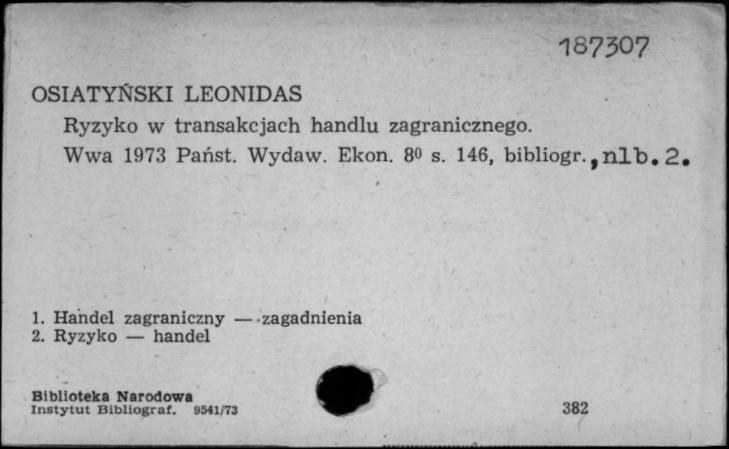 187307
OSIATYŃSKI LEONIDAS
Ryzyko w transakcjach handlu zagranicznego.
Wwa 1973 Państ. Wydaw. Ekon. 8⁰ s. 146, bibliogr., nlb. 2.
1. Handel zagraniczny — zagadnienia
2. Ryzyko — handel
Biblioteka Narodowa
Instytut Bibliograf. 9541/73
382